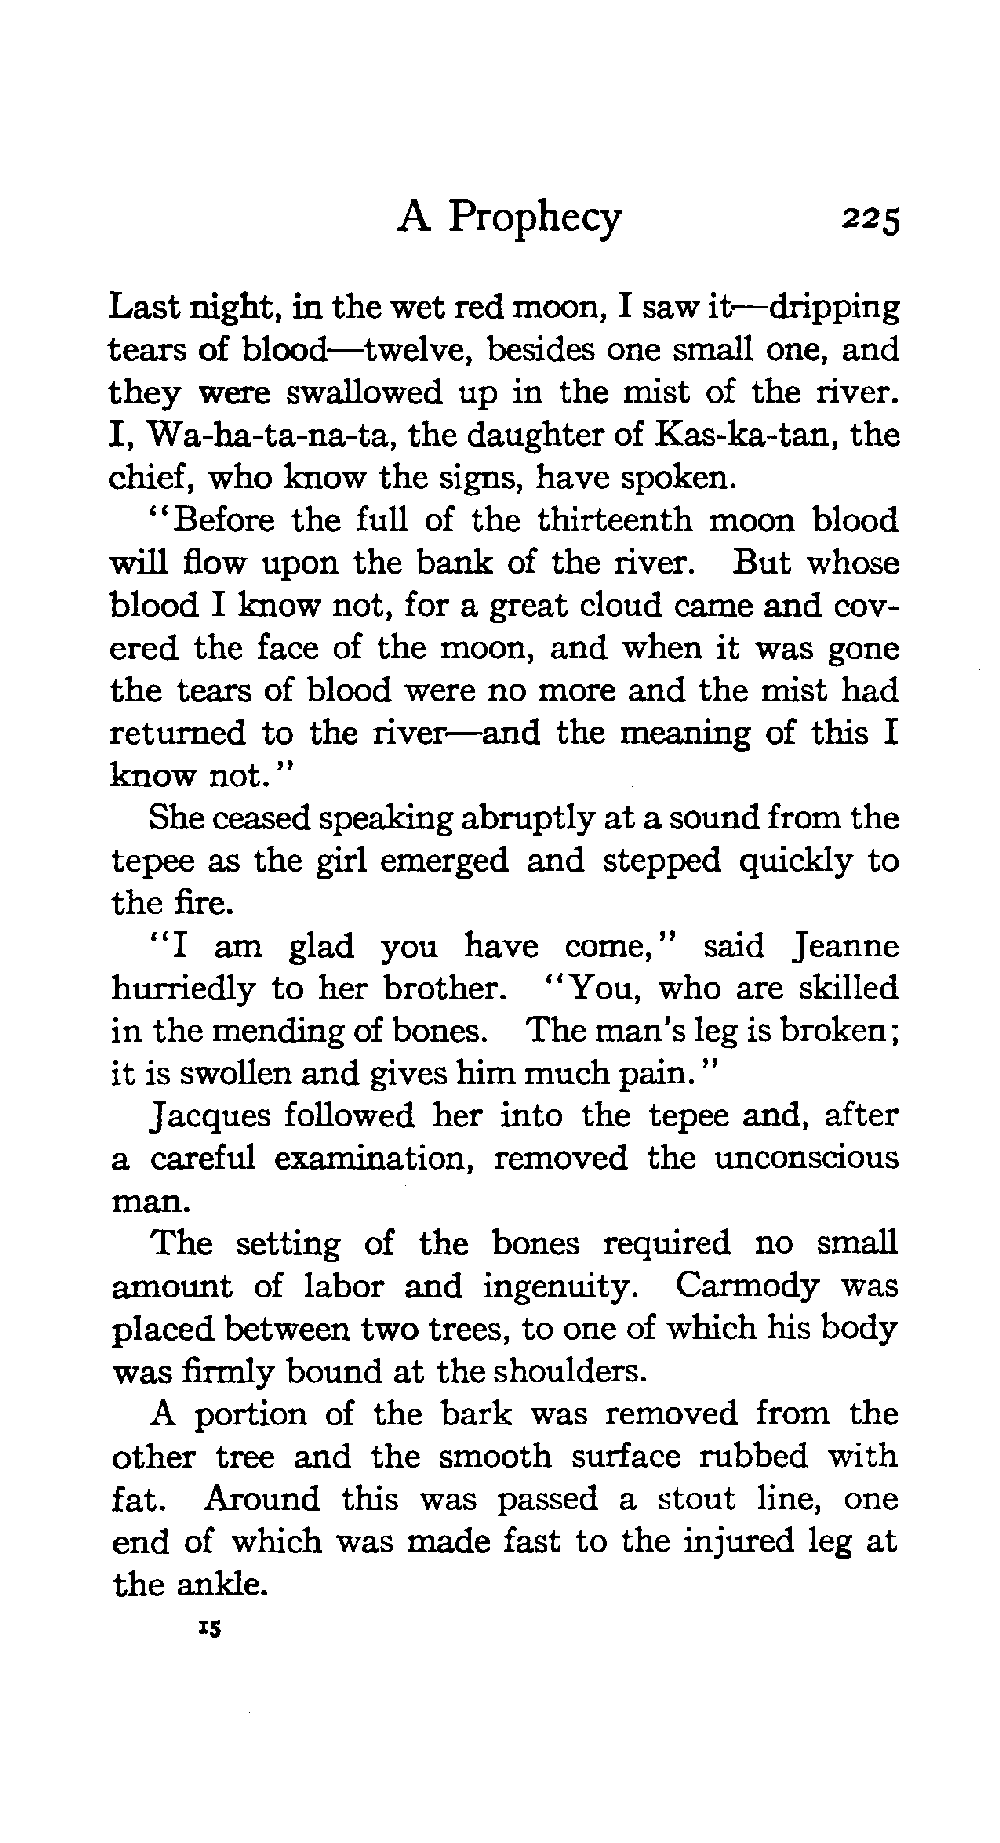 A Prophecy 225
Last night, in the wet red moon, I saw it—dripping
tears of blood—twelve, besides one small one, and
they were swallowed up in the mist of the river.
I, Wa-ha-ta-na-ta, the daughter of Kas-ka-tan, the
chief, who know the signs, have spoken.
"Before the full of the thirteenth moon blood
will flow upon the bank of the river. But whose
blood I know not, for a great cloud came and cov-
ered the face of the moon, and when it was gone
the tears of blood were no more and the mist had
returned to the river—and the meaning of this I
know not."
She ceased speaking abruptly at a sound from the
tepee as the girl emerged and stepped quickly to
the fire.
"I am glad you have come," said Jeanne
hurriedly to her brother. "You, who are skilled
in the mending of bones. The man's leg is broken;
it is swollen and gives him much pain."
Jacques followed her into the tepee and, after
a careful examination, removed the unconscious
man.
The setting of the bones required no small
amount of labor and ingenuity. Carmody was
placed between two trees, to one of which his body
was firmly bound at the shoulders.
A portion of the bark was removed from the
other tree and the smooth surface rubbed with
fat. Around this was passed a stout line, one
end of which was made fast to the injured leg at
the ankle.
15